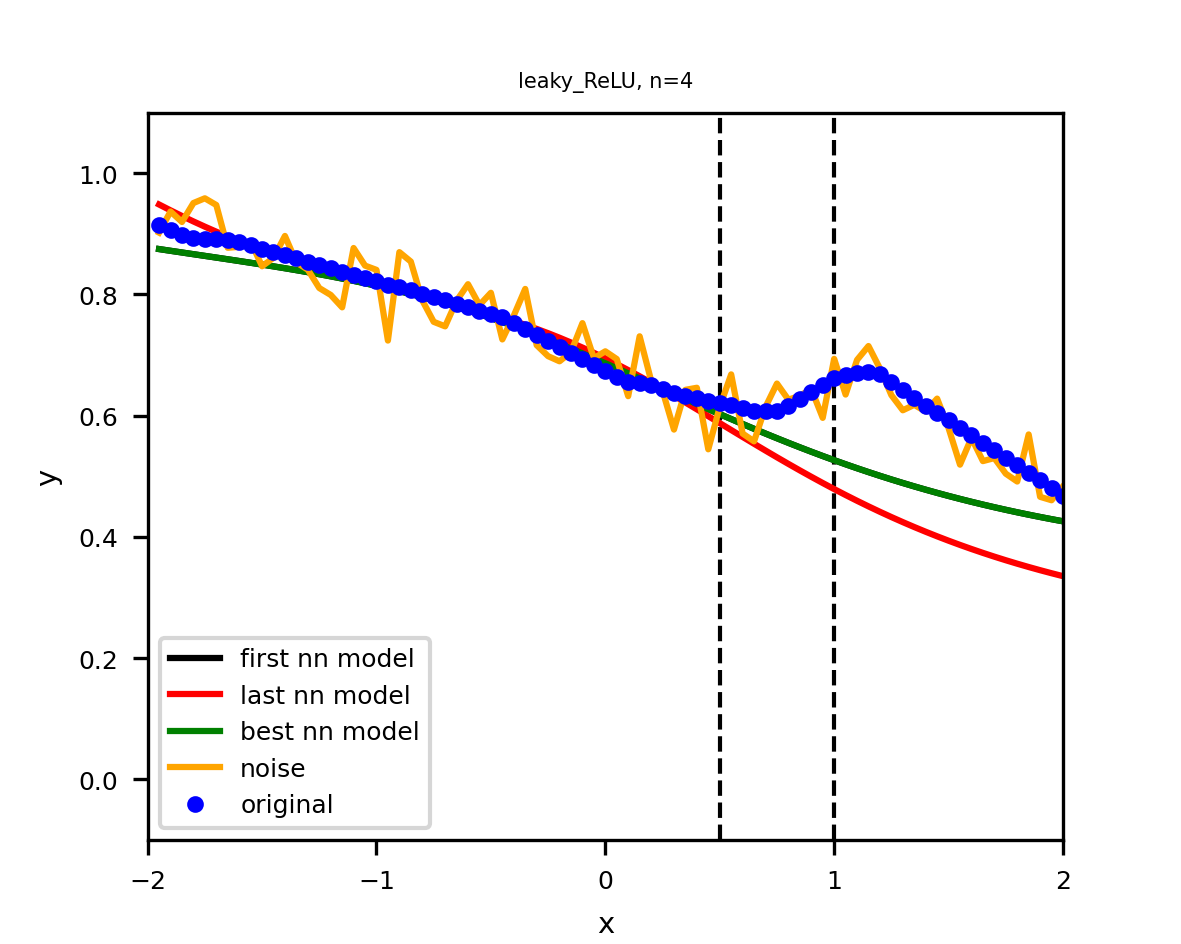 leaky_ReLU, n=4
1.0
0.8
0.6
0.4
0.2
0.0
y
first nn model
last nn model
best nn model
noise
original
−2
−1
0
1
2
x